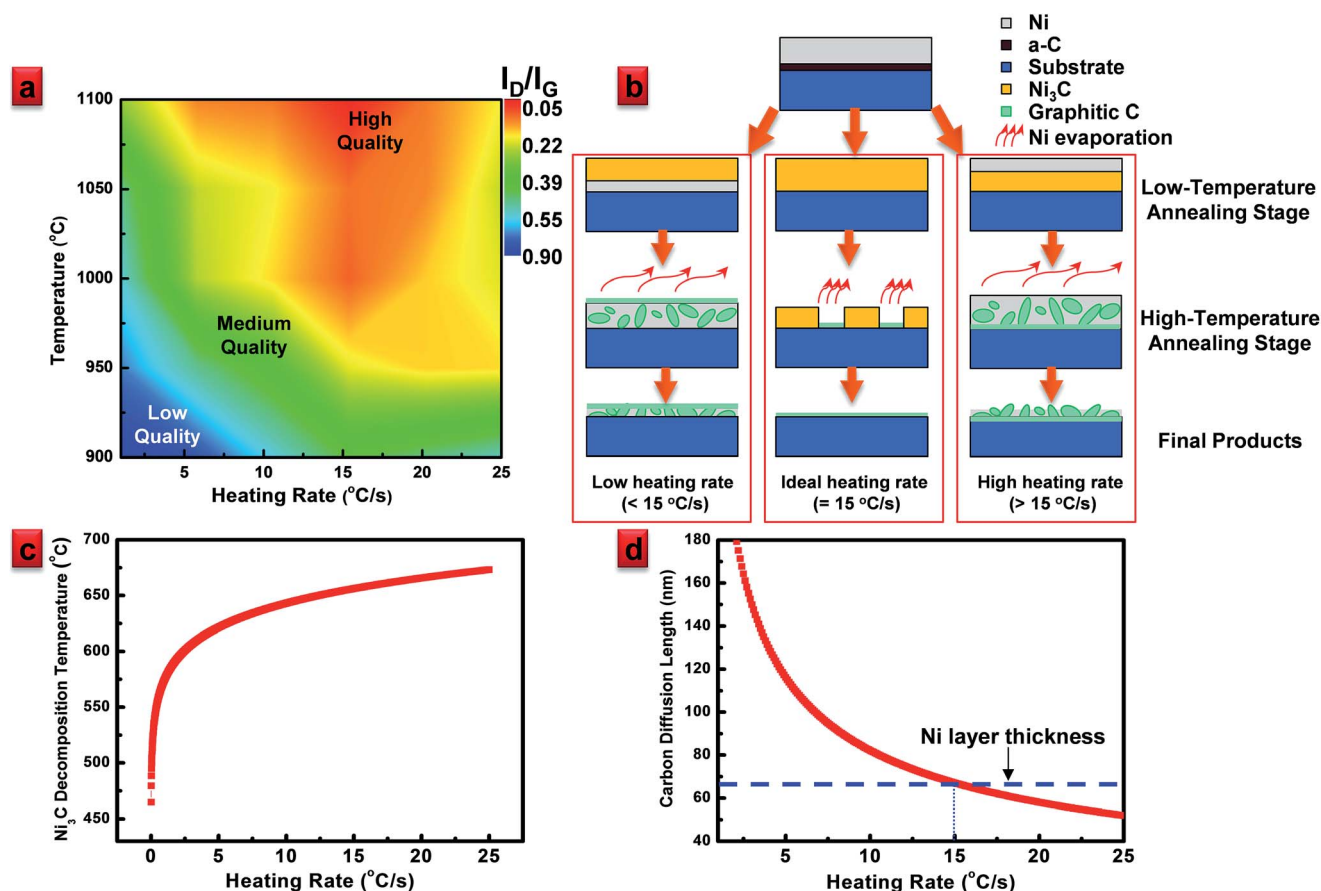 a
I_D/I_G
1100
1050
1000
950
900
Temperature (°C)
High
Quality
Medium
Quality
Low
Quality
0.05
0.22
0.39
0.55
0.90
5
10
15
20
25
Heating Rate (°C/s)
b
Ni
a-C
Substrate
Ni₃C
Graphitic C
Ni evaporation
Low-Temperature
Annealing Stage
High-Temperature
Annealing Stage
Final Products
Low heating rate
(< 15 °C/s)
Ideal heating rate
(= 15 °C/s)
High heating rate
(> 15 °C/s)
c
700
650
600
550
500
450
Ni₃C Decomposition Temperature (°C)
0
5
10
15
20
25
Heating Rate (°C/s)
d
180
160
140
120
100
80
60
40
Carbon Diffusion Length (nm)
Ni layer thickness
5
10
15
20
25
Heating Rate (°C/s)